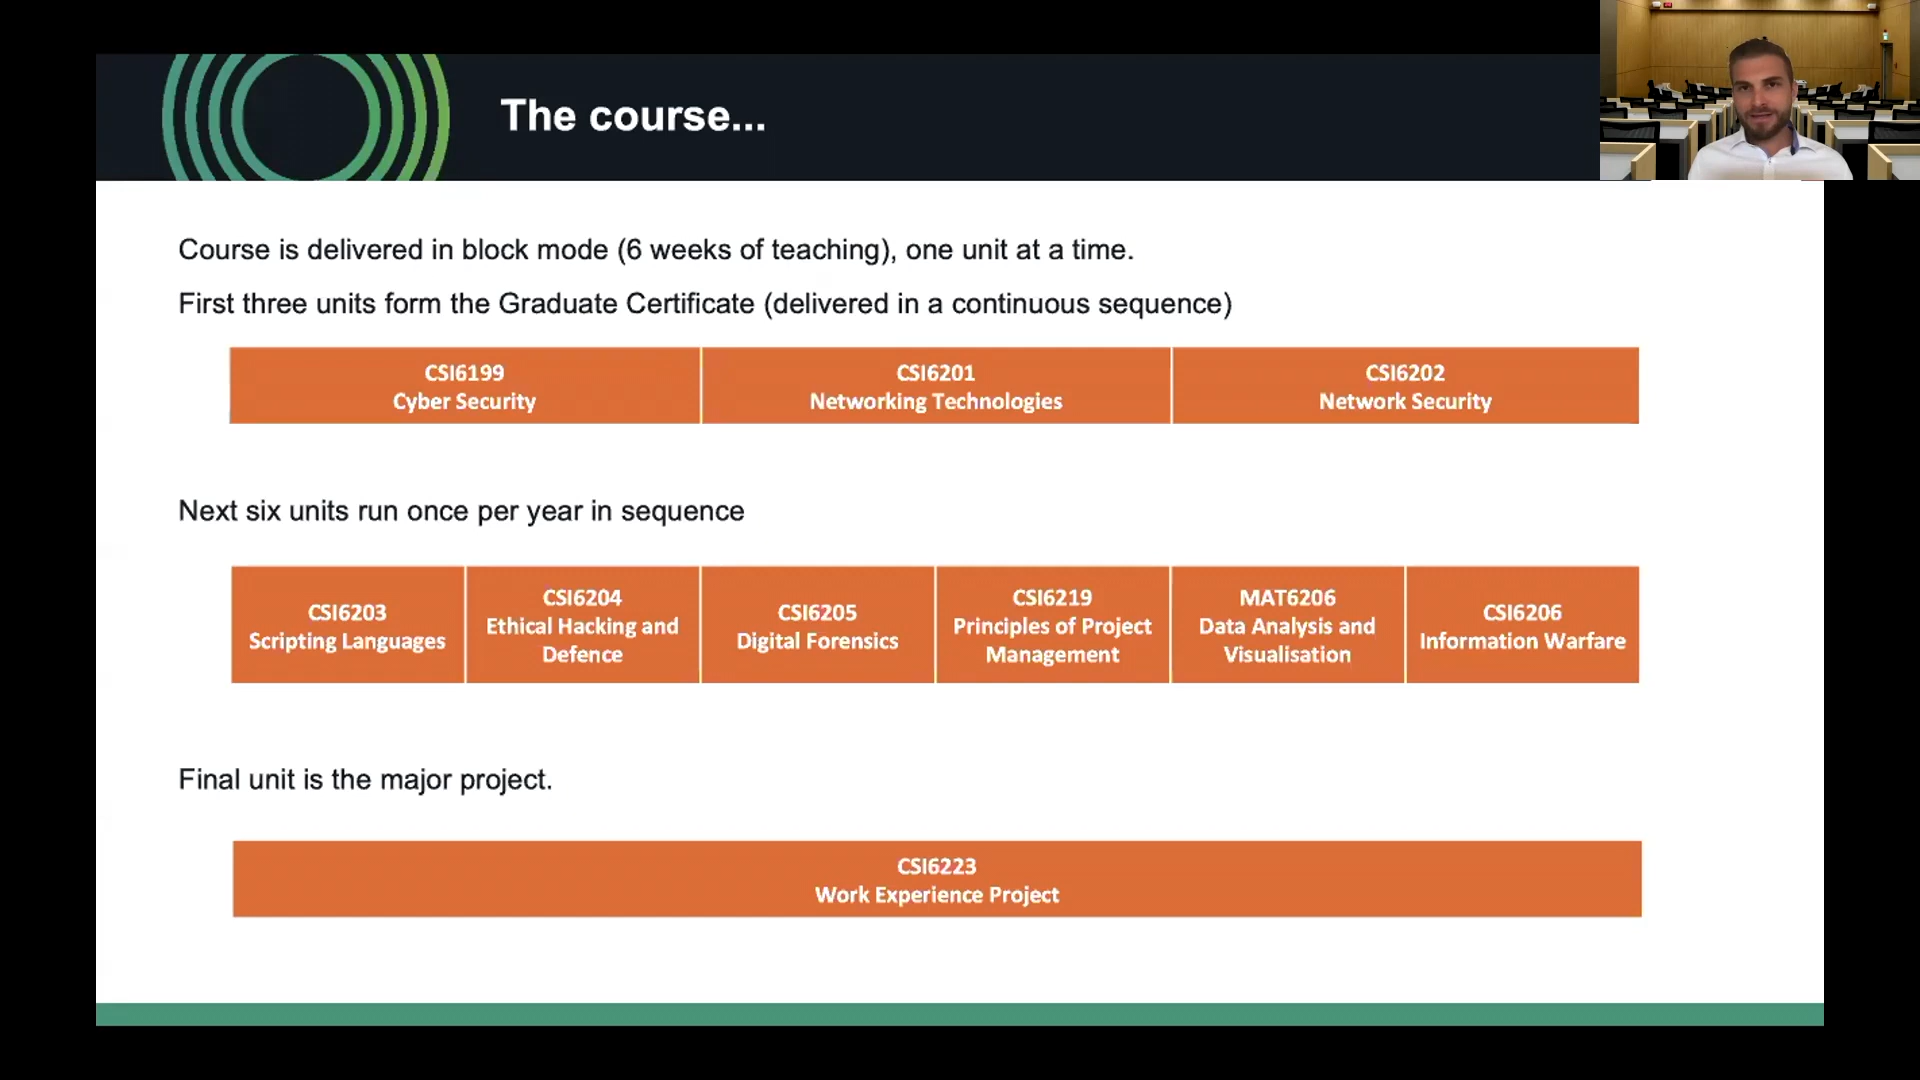 The course...
Course is delivered in block mode (6 weeks of teaching), one unit at a time.
First three units form the Graduate Certificate (delivered in a continuous sequence)
CSI6199
Cyber Security
CSI6201
Networking Technologies
CSI6202
Network Security
Next six units run once per year in sequence
CSI6203
Scripting Languages
CSI6204
Ethical Hacking and
Defence
CSI6205
Digital Forensics
CSI6219
Principles of Project
Management
MAT6206
Data Analysis and
Visualisation
CSI6206
Information Warfare
Final unit is the major project.
CSI6223
Work Experience Project